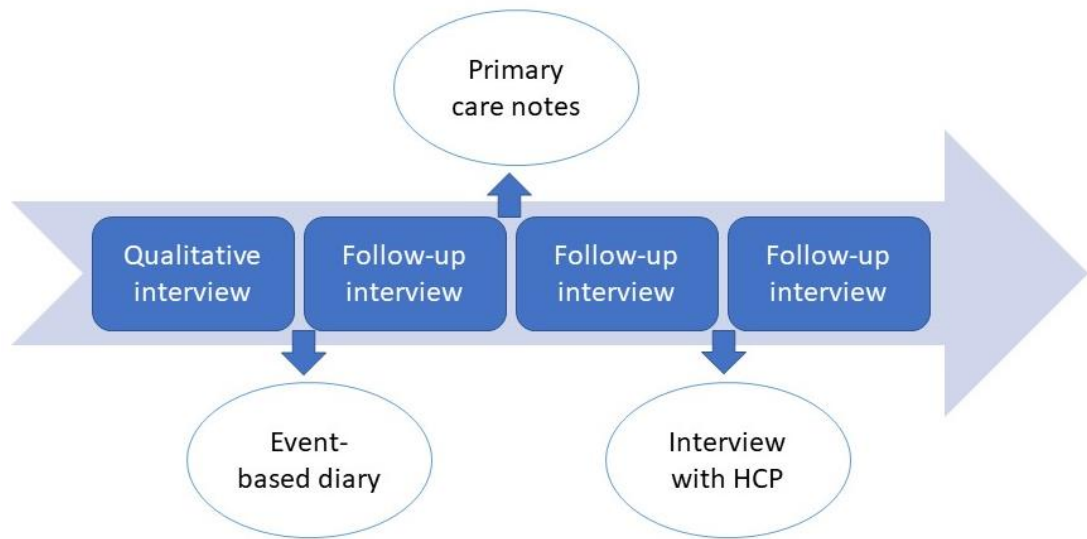 Primary
care notes
Qualitative
interview
Follow-up
interview
Follow-up
interview
Follow-up
interview
Event-
based diary
Interview
with HCP